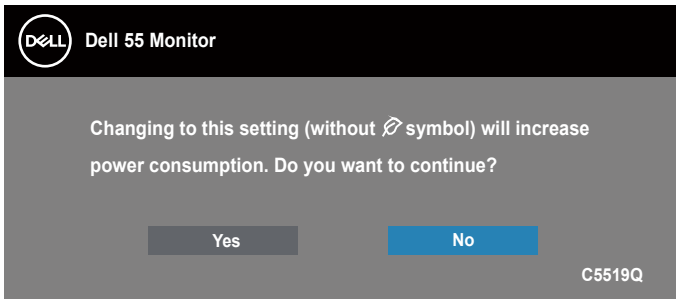 DELL Dell 55 Monitor
Changing to this setting (without symbol) will increase
power consumption. Do you want to continue?
Yes No
C5519Q